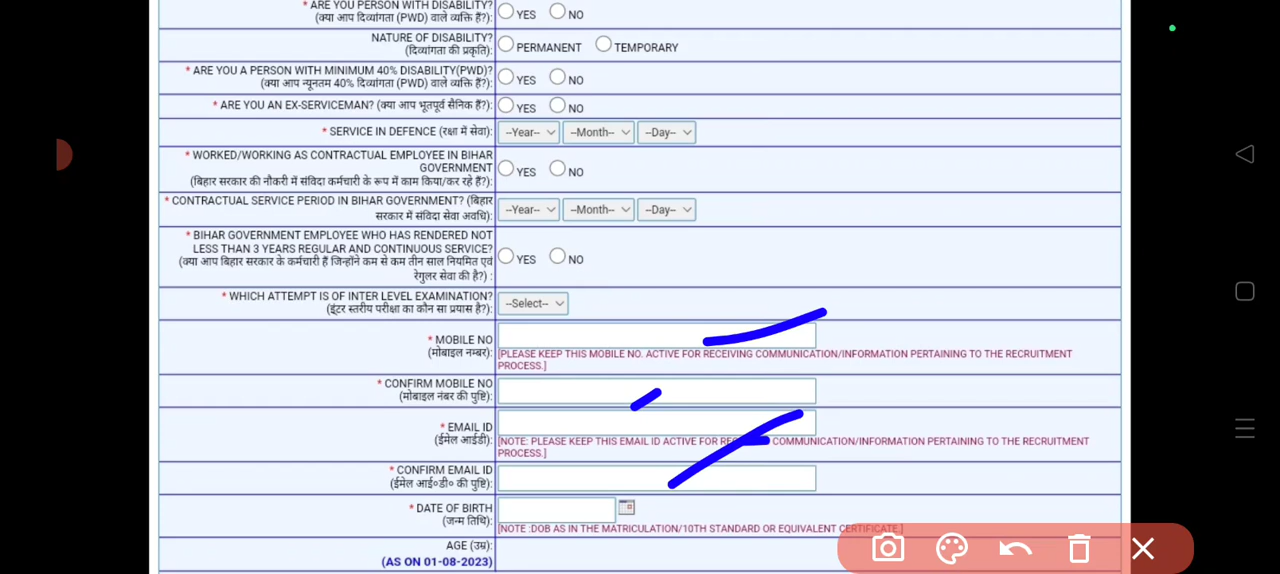 * ARE YOU PERSON WITH DISABILITY?
(क्या आप दिव्यांगता (PWD) वाले व्यक्ति हैं?):
YES NO
NATURE OF DISABILITY?
(दिव्यांगता की प्रकृति):
PERMANENT TEMPORARY
* ARE YOU A PERSON WITH MINIMUM 40% DISABILITY(PWD)?
(क्या आप न्यूनतम 40% दिव्यांगता (PWD) वाले व्यक्ति हैं?):
YES NO
* ARE YOU AN EX-SERVICEMAN? (क्या आप भूतपूर्व सैनिक हैं?):
YES NO
* SERVICE IN DEFENCE (रक्षा में सेवा):
--Year-- --Month-- --Day--
* WORKED/WORKING AS CONTRACTUAL EMPLOYEE IN BIHAR
GOVERNMENT
(बिहार सरकार की नौकरी में संविदा कर्मचारी के रूप में काम किया/कर रहे हैं?):
YES NO
* CONTRACTUAL SERVICE PERIOD IN BIHAR GOVERNMENT? (बिहार
सरकार में संविदा सेवा अवधि):
--Year-- --Month-- --Day--
* BIHAR GOVERNMENT EMPLOYEE WHO HAS RENDERED NOT
LESS THAN 3 YEARS REGULAR AND CONTINUOUS SERVICE?
(क्या आप बिहार सरकार के कर्मचारी हैं जिन्होंने कम से कम तीन साल नियमित एवं
रेगुलर सेवा की है?) :
YES NO
* WHICH ATTEMPT IS OF INTER LEVEL EXAMINATION?
(इंटर स्तरीय परीक्षा का कौन सा प्रयास है?):
--Select--
* MOBILE NO
(मोबाइल नम्बर):
[PLEASE KEEP THIS MOBILE NO. ACTIVE FOR RECEIVING COMMUNICATION/INFORMATION PERTAINING TO THE RECRUITMENT
PROCESS.]
* CONFIRM MOBILE NO
(मोबाइल नंबर की पुष्टि):
* EMAIL ID
(ईमेल आईडी):
[NOTE: PLEASE KEEP THIS EMAIL ID ACTIVE FOR COMMUNICATION/INFORMATION PERTAINING TO THE RECRUITMENT
PROCESS.]
* CONFIRM EMAIL ID
(ईमेल आई०डी० की पुष्टि):
* DATE OF BIRTH
(जन्म तिथि):
[NOTE :DOB AS IN THE MATRICULATION/10TH STANDARD OR EQUIVALENT CERTIFICATE.]
AGE (उम्र):
(AS ON 01-08-2023)